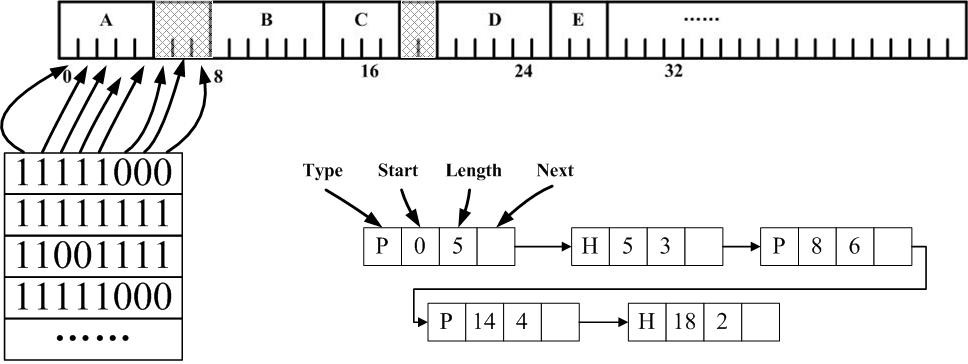 A B C D E ······
0 8 16 24 32
11111000
11111111
11001111
11111000
······
Type Start Length Next
P 0 5 H 5 3 P 8 6
P 14 4 H 18 2